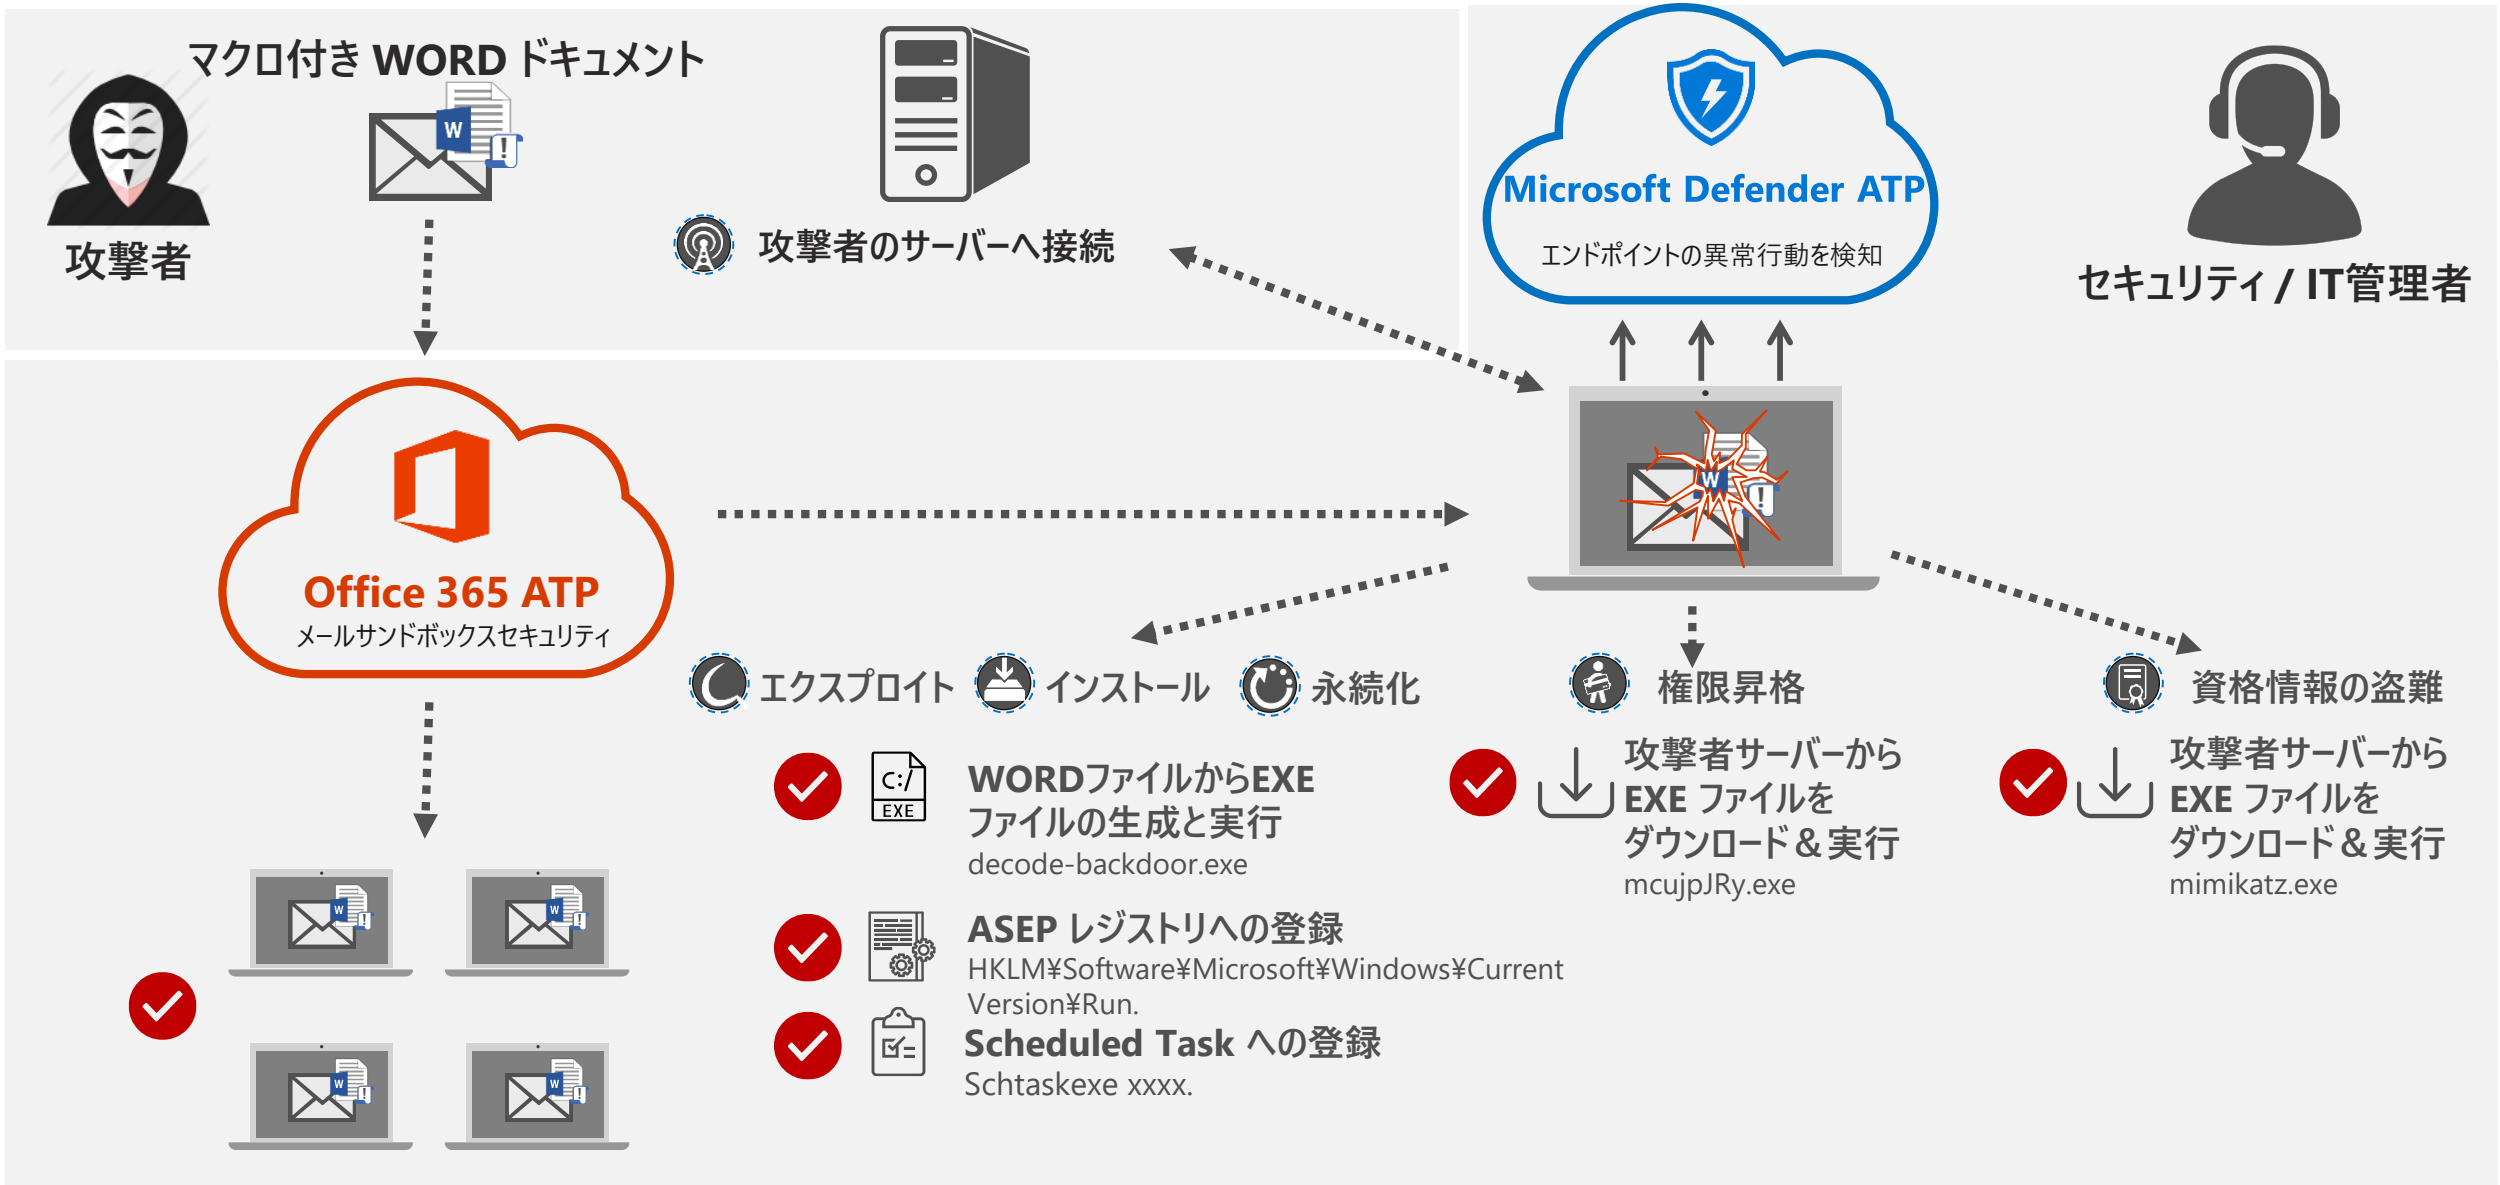 マクロ付き WORD ドキュメント
攻撃者
攻撃者のサーバーへ接続
Microsoft Defender ATP
エンドポイントの異常行動を検知
セキュリティ / IT管理者
Office 365 ATP
メールサンドボックスセキュリティ
エクスプロイト
インストール
永続化
権限昇格
資格情報の盗難
C:/
EXE
WORDファイルからEXE
ファイルの生成と実行
decode-backdoor.exe
ASEP レジストリへの登録
HKLM¥Software¥Microsoft¥Windows¥Current
Version¥Run.
Scheduled Task への登録
Schtaskexe xxxx.
攻撃者サーバーから
EXE ファイルを
ダウンロード＆実行
mcujpJRy.exe
攻撃者サーバーから
EXE ファイルを
ダウンロード＆実行
mimikatz.exe
W
W
W
W
W
W